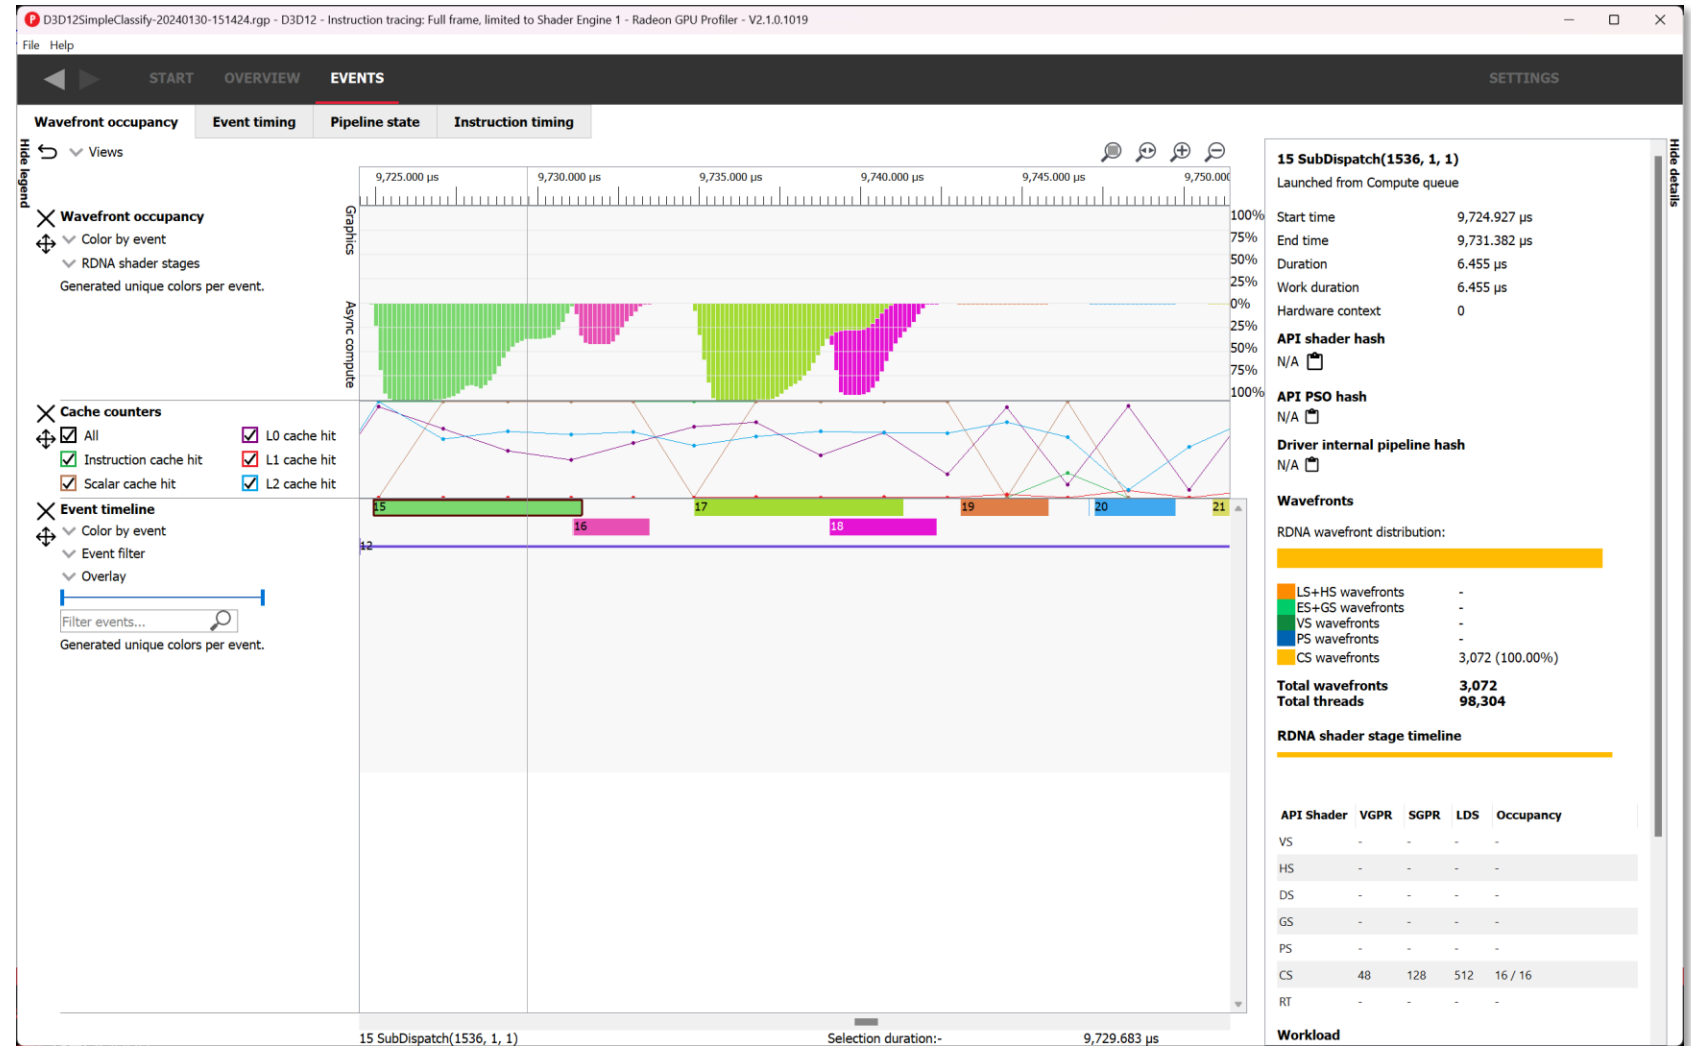 D3D12SimpleClassify-20240130-151424.rgp - D3D12 - Instruction tracing: Full frame, limited to Shader Engine 1 - Radeon GPU Profiler - V2.1.0.1019
File Help
START OVERVIEW EVENTS SETTINGS
Wavefront occupancy Event timing Pipeline state Instruction timing
Hide legend
Views
9,725.000 µs 9,730.000 µs 9,735.000 µs 9,740.000 µs 9,745.000 µs 9,750.000
Wavefront occupancy
Color by event
RDNA shader stages
Generated unique colors per event.
Graphics
Async compute
100%
75%
50%
25%
0%
25%
50%
75%
100%
Cache counters
All L0 cache hit
Instruction cache hit L1 cache hit
Scalar cache hit L2 cache hit
Event timeline
Color by event
Event filter
Overlay
Filter events...
Generated unique colors per event.
15 17 19 20 21
16 18
12
15 SubDispatch(1536, 1, 1) Selection duration:- 9,729.683 µs
Hide details
15 SubDispatch(1536, 1, 1)
Launched from Compute queue
Start time 9,724.927 µs
End time 9,731.382 µs
Duration 6.455 µs
Work duration 6.455 µs
Hardware context 0
API shader hash
N/A
API PSO hash
N/A
Driver internal pipeline hash
N/A
Wavefronts
RDNA wavefront distribution:
LS+HS wavefronts -
ES+GS wavefronts -
VS wavefronts -
PS wavefronts -
CS wavefronts 3,072 (100.00%)
Total wavefronts 3,072
Total threads 98,304
RDNA shader stage timeline
API Shader VGPR SGPR LDS Occupancy
VS - - - -
HS - - - -
DS - - - -
GS - - - -
PS - - - -
CS 48 128 512 16 / 16
RT - - - -
Workload